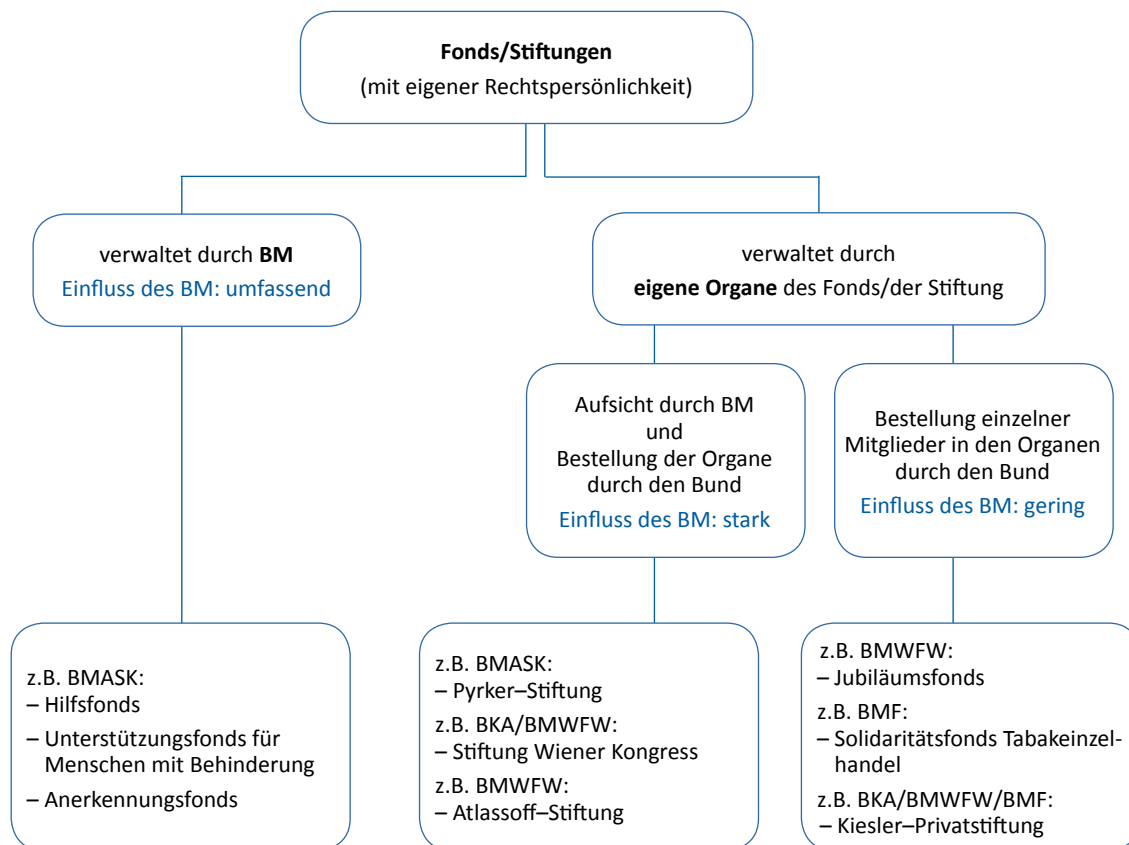 Fonds/Stiftungen
(mit eigener Rechtspersönlichkeit)
verwaltet durch BM
Einfluss des BM: umfassend
verwaltet durch
eigene Organe des Fonds/der Stiftung
Aufsicht durch BM
und
Bestellung der Organe
durch den Bund
Einfluss des BM: stark
Bestellung einzelner
Mitglieder in den Organen
durch den Bund
Einfluss des BM: gering
z.B. BMASK:
– Hilfsfonds
– Unterstützungsfonds für
Menschen mit Behinderung
– Anerkennungsfonds
z.B. BMASK:
– Pyrker–Stiftung
z.B. BKA/BMWFW:
– Stiftung Wiener Kongress
z.B. BMWFW:
– Atlassoff–Stiftung
z.B. BMWFW:
– Jubiläumsfonds
z.B. BMF:
– Solidaritätsfonds Tabakeinzel-
handel
z.B. BKA/BMWFW/BMF:
– Kiesler–Privatstiftung